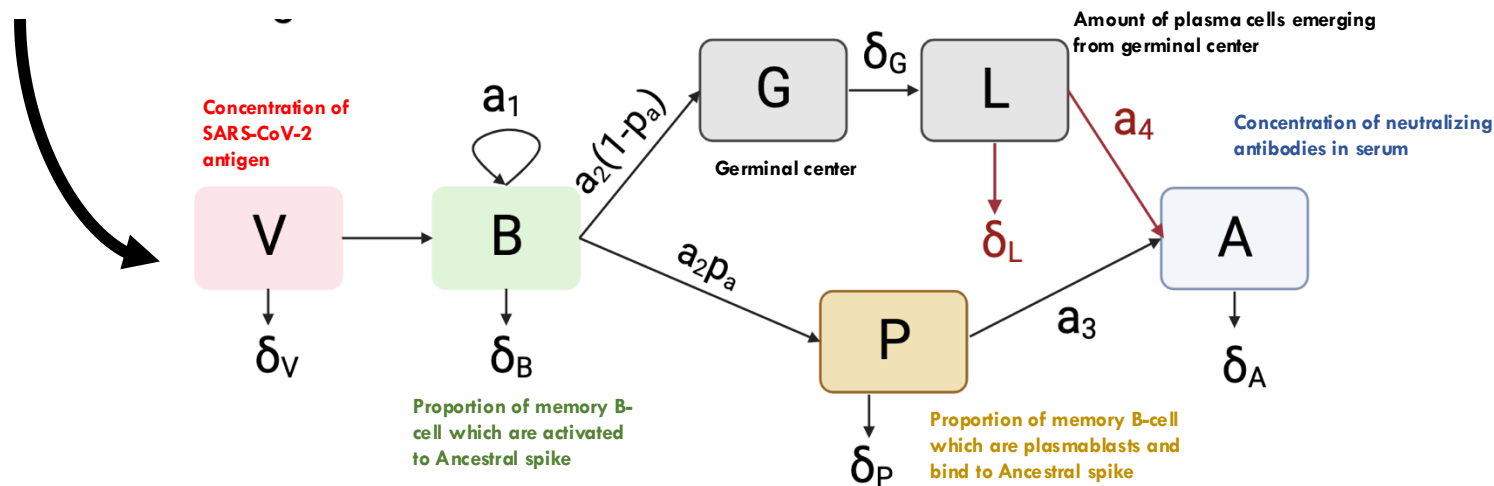 Amount of plasma cells emerging
from germinal center
G
δG
L
a4
Concentration of
SARS-CoV-2
antigen
a1
a2(1-pa)
Germinal center
Concentration of neutralizing
antibodies in serum
V
B
a2pa
δL
A
P
a3
δV
δB
δA
Proportion of memory B-
cell which are activated
to Ancestral spike
Proportion of memory B-cell
which are plasmablasts and
bind to Ancestral spike
δP